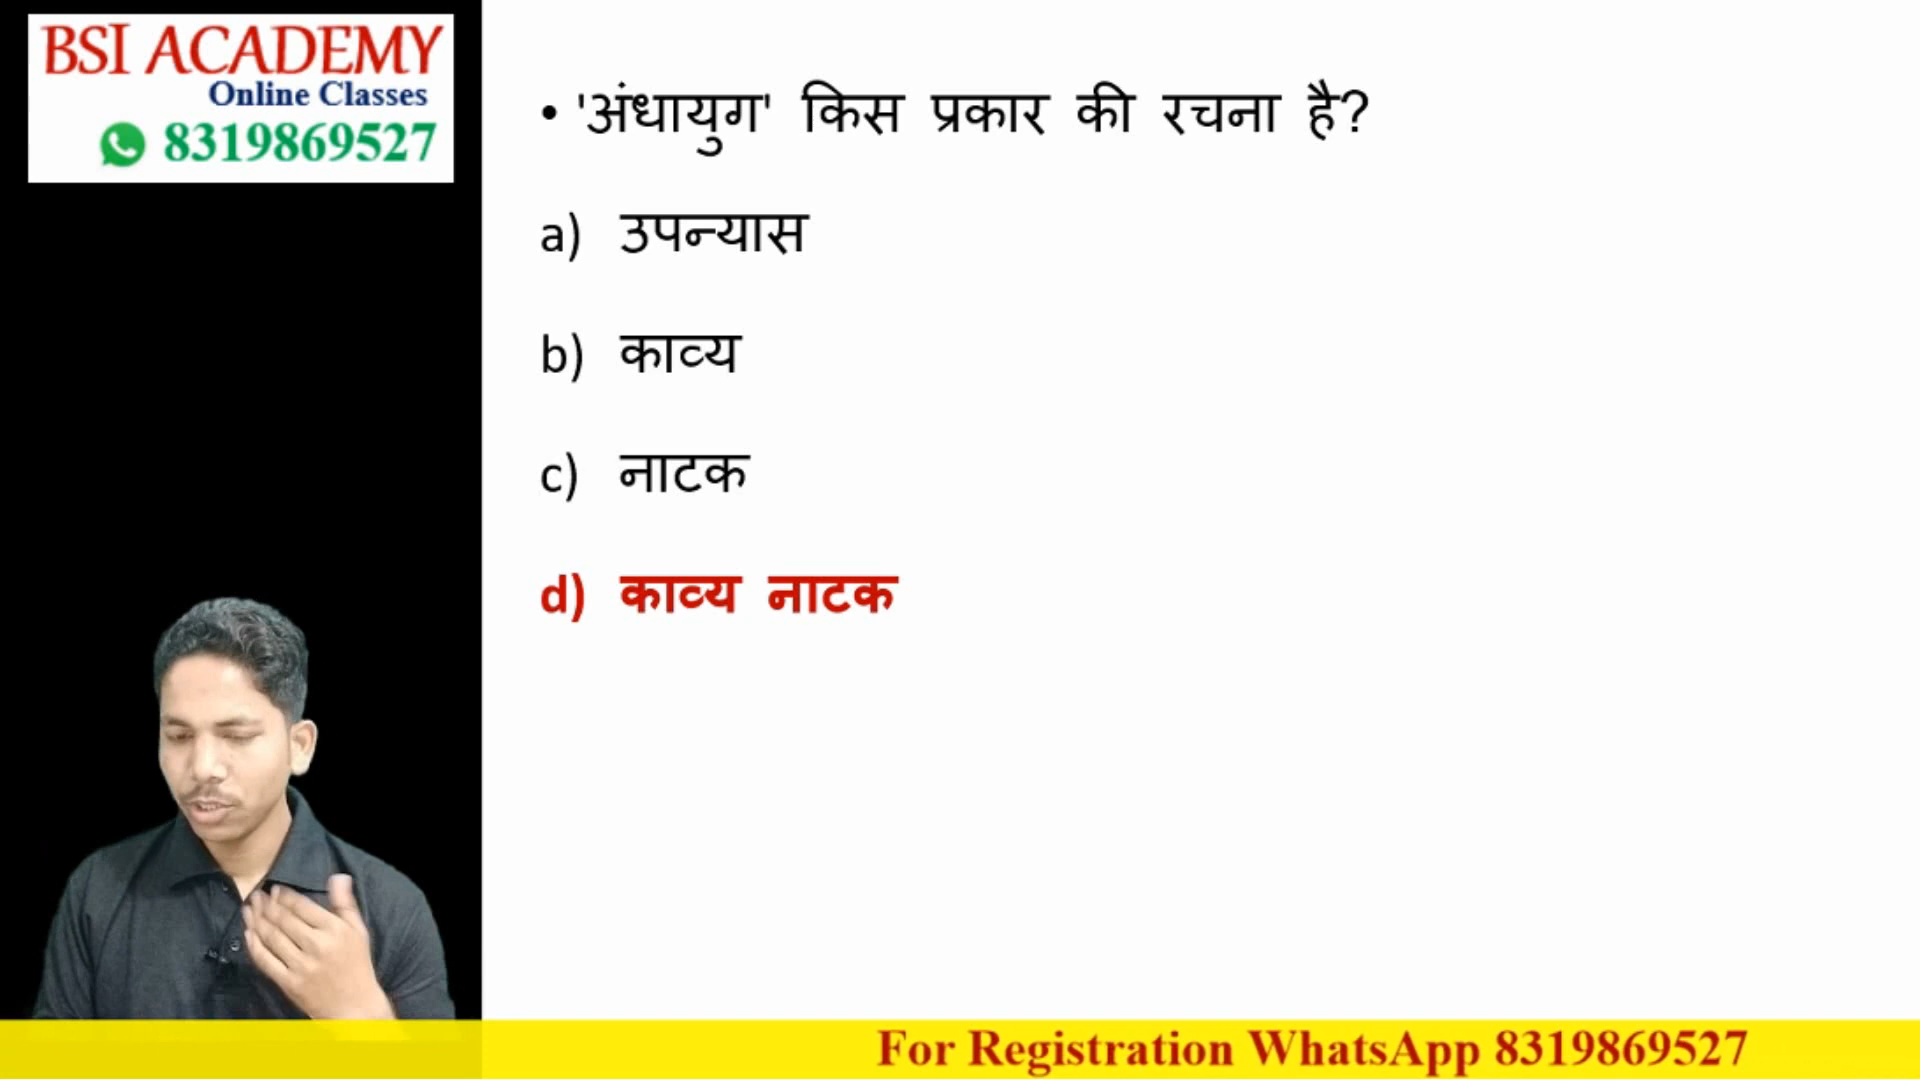 BSI ACADEMY
Online Classes
8319869527
• 'अंधायुग' किस प्रकार की रचना है?
a) उपन्यास
b) काव्य
c) नाटक
d) काव्य नाटक
For Registration WhatsApp 8319869527